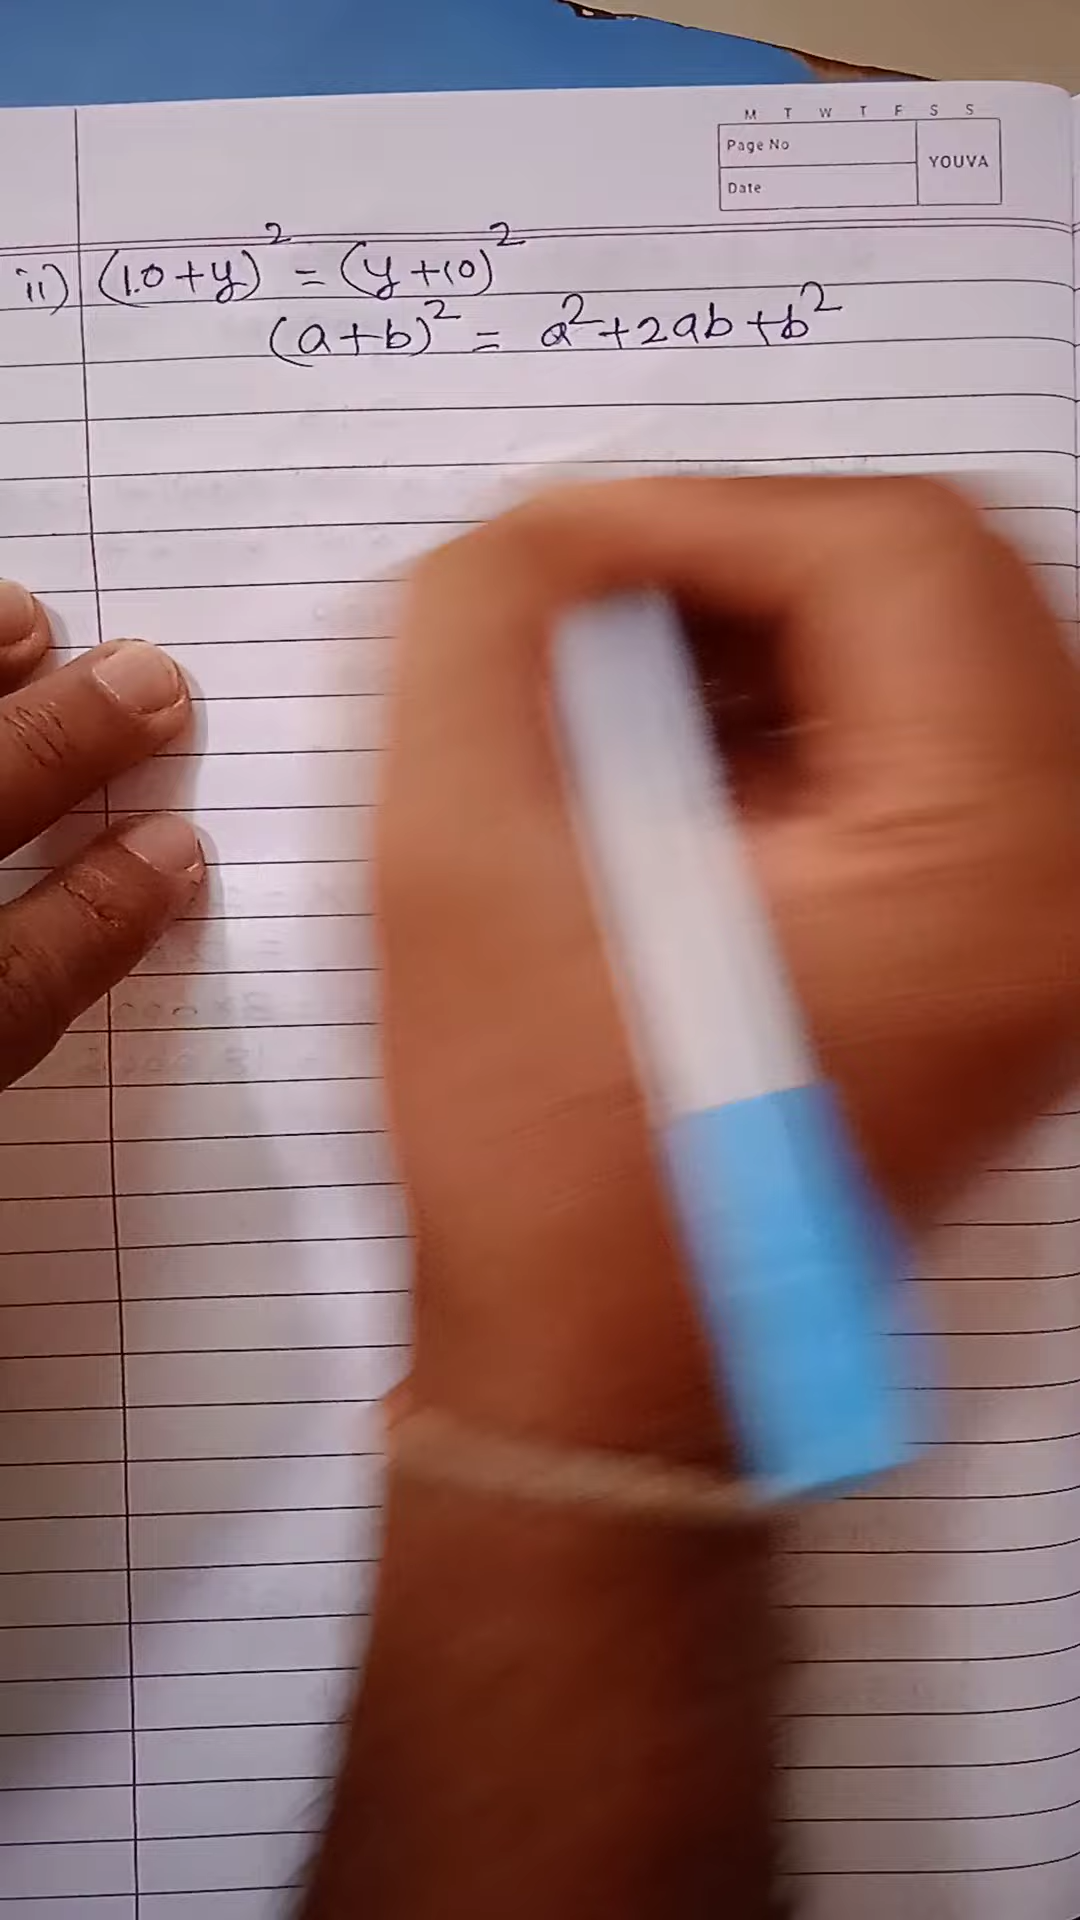 M T W T F S S
Page No
YOUVA
Date
ii) (10+y)² = (y+10)²
(a+b)² = a²+2ab+b²